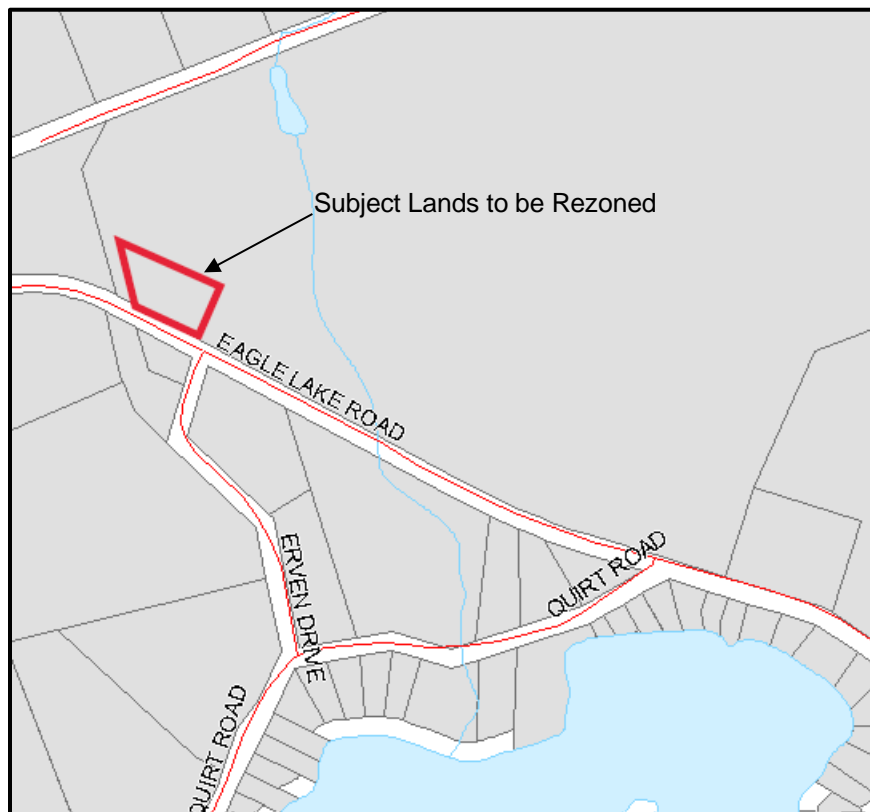 Subject Lands to be Rezoned
EAGLE LAKE ROAD
QUIRT ROAD
ERVEN DRIVE
QUIRT ROAD